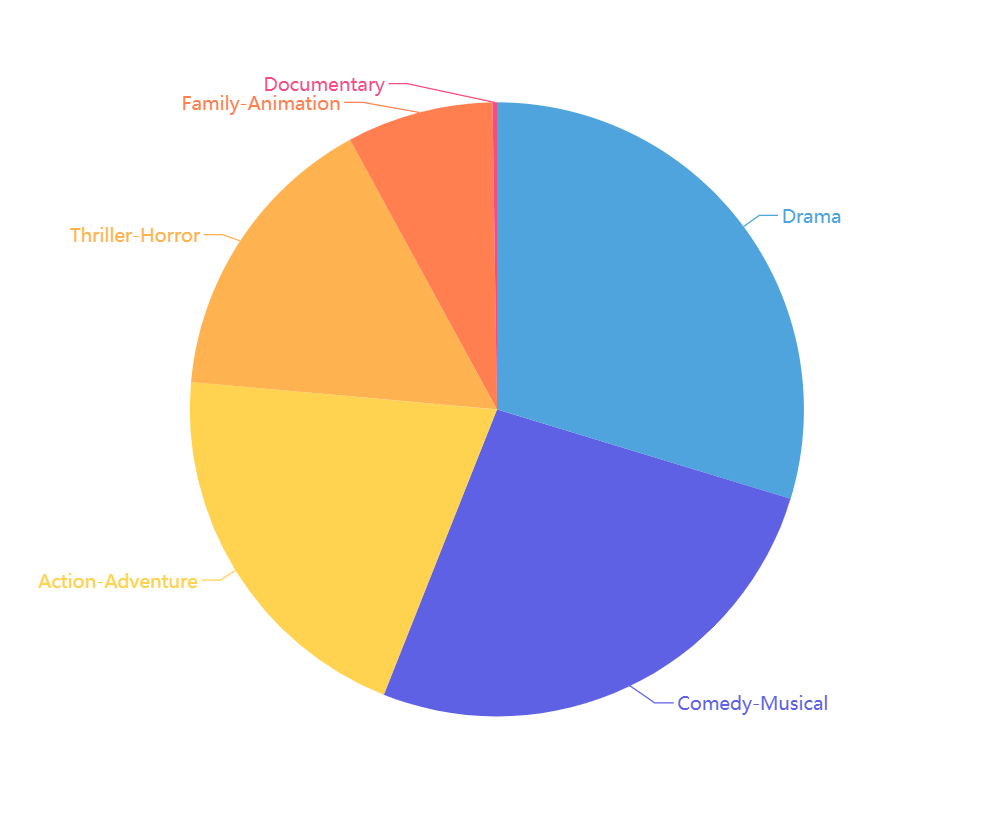 Documentary
Family-Animation
Drama
Thriller-Horror
Action-Adventure
Comedy-Musical